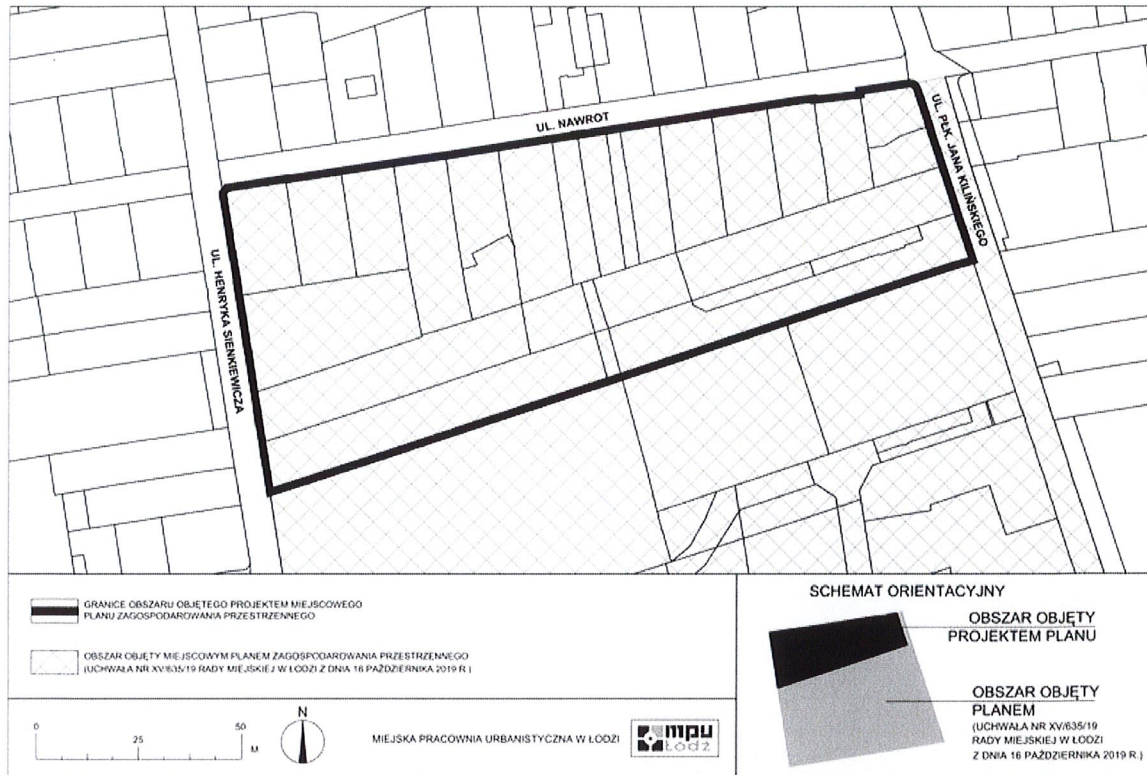 UL. NAWROT
UL. PŁK. JANA KILIŃSKIEGO
UL. HENRYKA SIENKIEWICZA
GRANICE OBSZARU OBJĘTEGO PROJEKTEM MIEJSCOWEGO
PLANU ZAGOSPODAROWANIA PRZESTRZENNEGO
OBSZAR OBJĘTY MIEJSCOWYM PLANEM ZAGOSPODAROWANIA PRZESTRZENNEGO
(UCHWAŁA NR XV/635/19 RADY MIEJSKIEJ W ŁODZI Z DNIA 16 PAŹDZIERNIKA 2019 R.)
0 25 50 M
N
MIEJSKA PRACOWNIA URBANISTYCZNA W ŁODZI
mpu
Łódź
SCHEMAT ORIENTACYJNY
OBSZAR OBJĘTY
PROJEKTEM PLANU
OBSZAR OBJĘTY
PLANEM
(UCHWAŁA NR XV/635/19
RADY MIEJSKIEJ W ŁODZI
Z DNIA 16 PAŹDZIERNIKA 2019 R.)